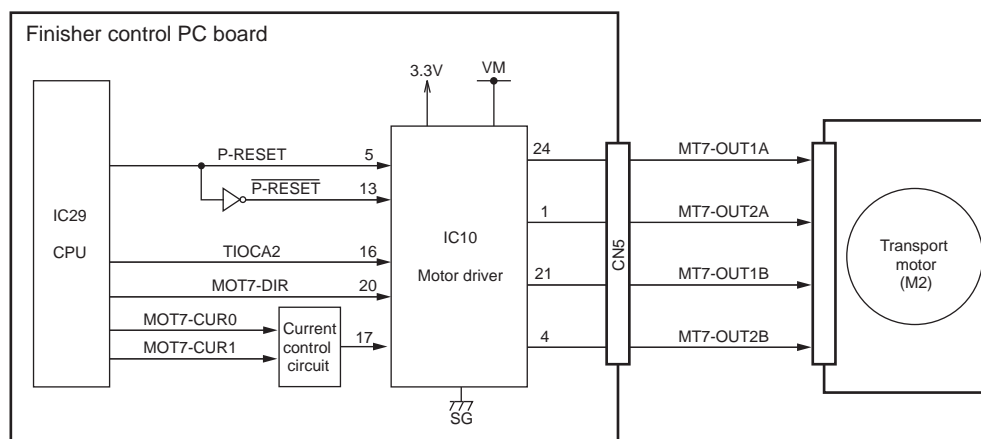 Finisher control PC board
3.3V
VM
P-RESET
5
P-RESET
13
IC29
CPU
TIOCA2
16
MOT7-DIR
20
MOT7-CUR0
MOT7-CUR1
Current
control
circuit
17
IC10
Motor driver
SG
24
1
21
4
CN5
MT7-OUT1A
MT7-OUT2A
MT7-OUT1B
MT7-OUT2B
Transport
motor
(M2)